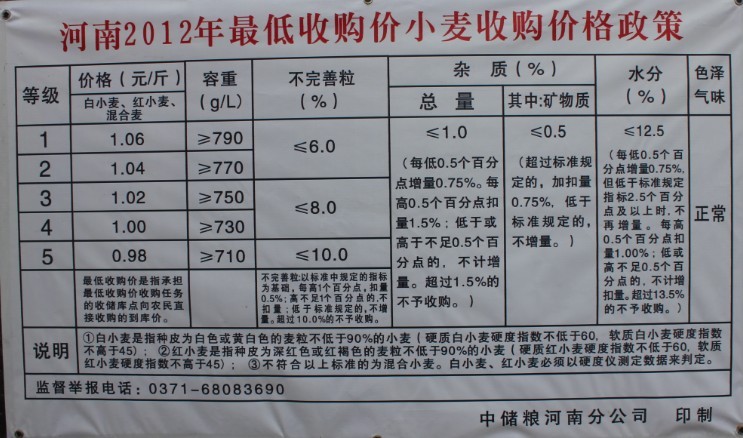 河南2012年最低收购价小麦收购价格政策
等级
价格（元/斤）
白小麦、红小麦、
混合麦
容重
（g/L）
不完善粒
（%）
杂质（%）
总量
其中:矿物质
水分
（%）
色泽
气味
1
1.06
≥790
2
1.04
≥770
≤6.0
3
1.02
≥750
4
1.00
≥730
≤8.0
5
0.98
≥710
≤10.0
最低收购价是指承担
最低收购价收购任务
的收储库点向农民直
接收购的到库价。
不完善粒:以标准中规定的指标
为基础，每高1个百分点，扣量
0.5%；高不足1个百分点的，不
扣量；低于标准规定的，不增
量。超过10.0%的不予收购。
≤1.0
（每低0.5个百分
点增量0.75%。每
高0.5个百分点扣
量1.5%；低于或
高于不足0.5个百
分点的，不计增
量。超过1.5%的
不予收购。）
≤0.5
（超过标准规
定的，加扣量
0.75%，低于
标准规定的，
不增量。）
≤12.5
（每低0.5个百
分点增量0.75%，
但低于标准规定
指标2.5个百分
点及以上时，不
再增量。每高
0.5个百分点扣
量1.00%；低或
高不足0.5个百
分点的，不计增
扣量。超过13.5%
的不予收购。）
正常
说明
①白小麦是指种皮为白色或黄白色的麦粒不低于90%的小麦（硬质白小麦硬度指数不低于60，软质白小麦硬度指数
不高于45）；②红小麦是指种皮为深红色或红褐色的麦粒不低于90%的小麦（硬质红小麦硬度指数不低于60，软质
红小麦硬度指数不高于45）；③不符合以上标准的为混合小麦。白小麦、红小麦必须以硬度仪测定数据来判定。
监督举报电话：0371-68083690
中储粮河南分公司 印制